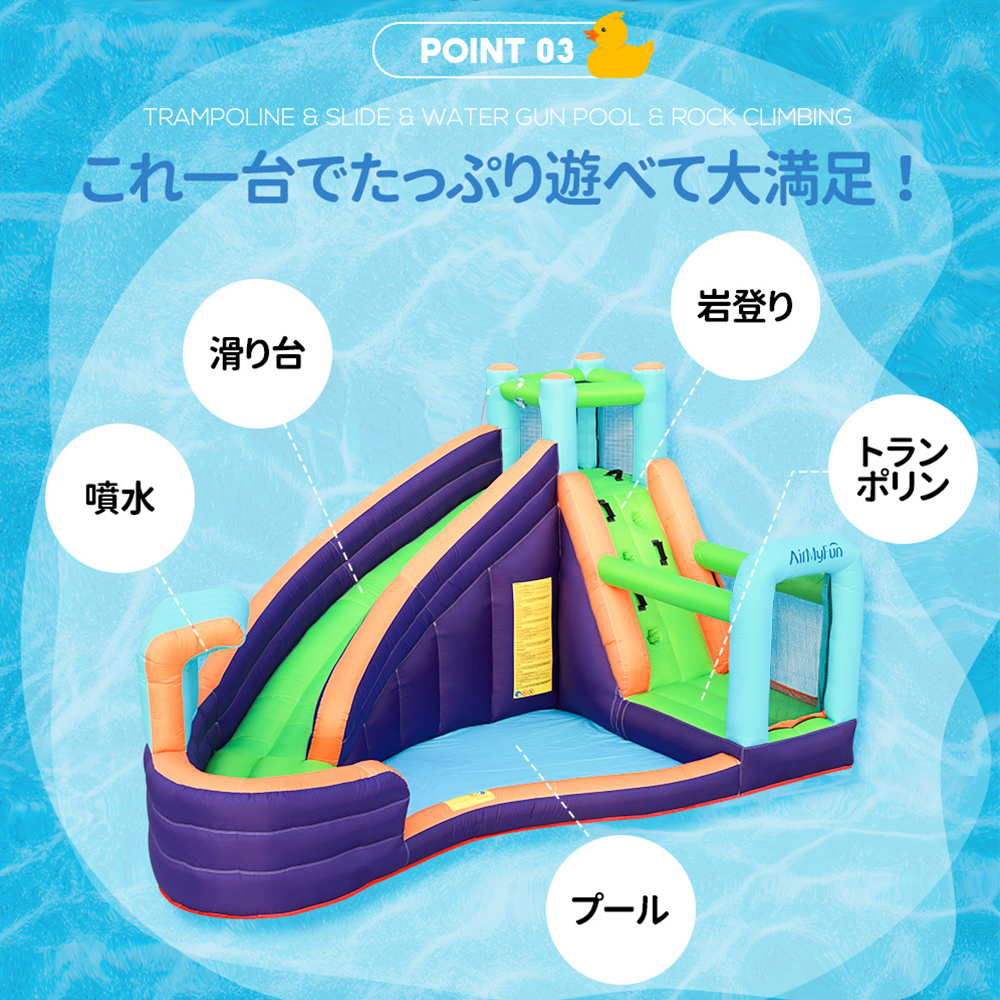 POINT 03
TRAMPOLINE & SLIDE & WATER GUN POOL & ROCK CLIMBING
これ一台でたっぷり遊べて大満足！
岩登り
滑り台
トラン
ポリン
噴水
AirMyFun
プール